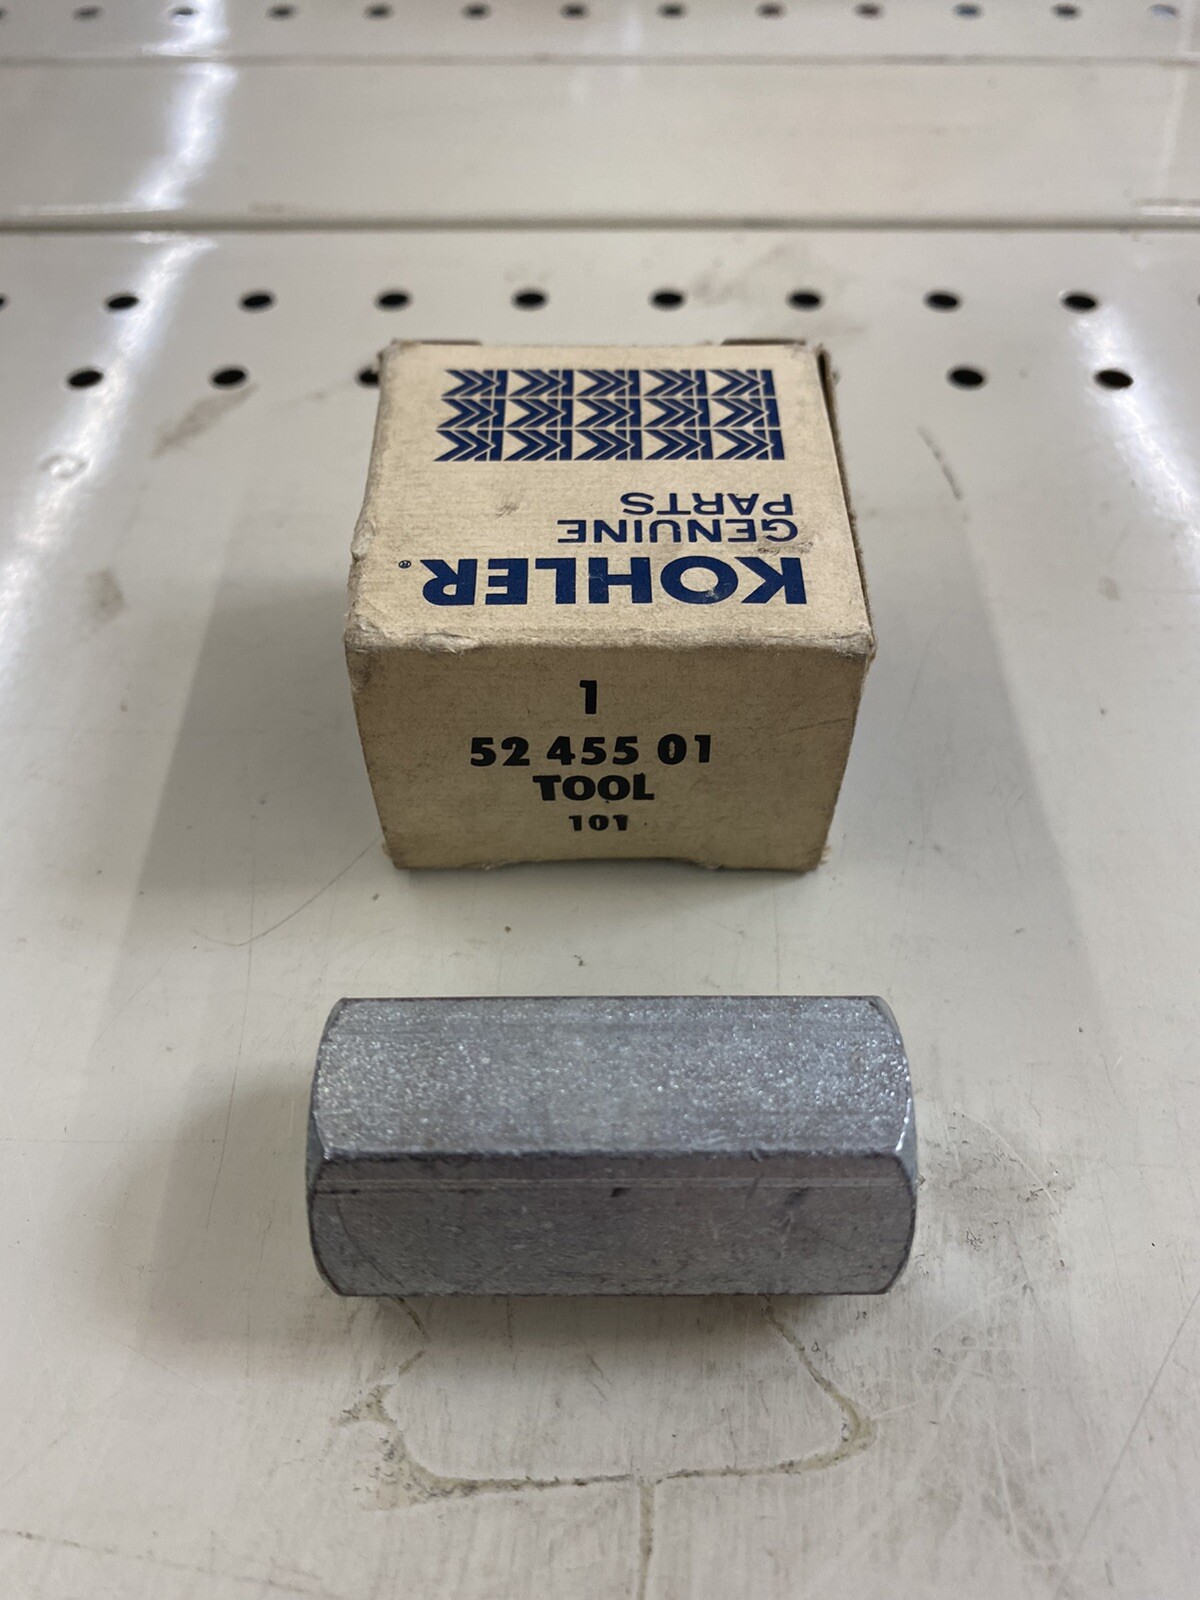 KOHLER®
GENUINE
PARTS
1
52 455 01
TOOL
101